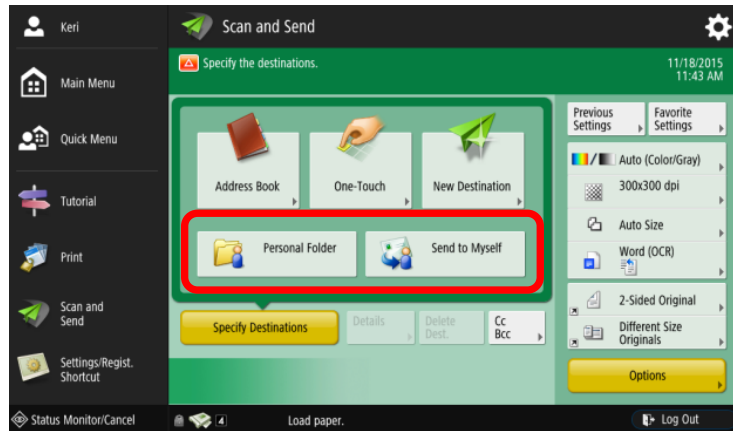 Keri
Scan and Send
Specify the destinations.
11/18/2015
11:43 AM
Main Menu
Quick Menu
Tutorial
Print
Scan and
Send
Settings/Regist.
Shortcut
Address Book
One-Touch
New Destination
Personal Folder
Send to Myself
Specify Destinations
Details
Delete
Dest.
Cc
Bcc
Previous
Settings
Favorite
Settings
Auto (Color/Gray)
300x300 dpi
Auto Size
Word (OCR)
2-Sided Original
Different Size
Originals
Options
Status Monitor/Cancel
4
Load paper.
Log Out